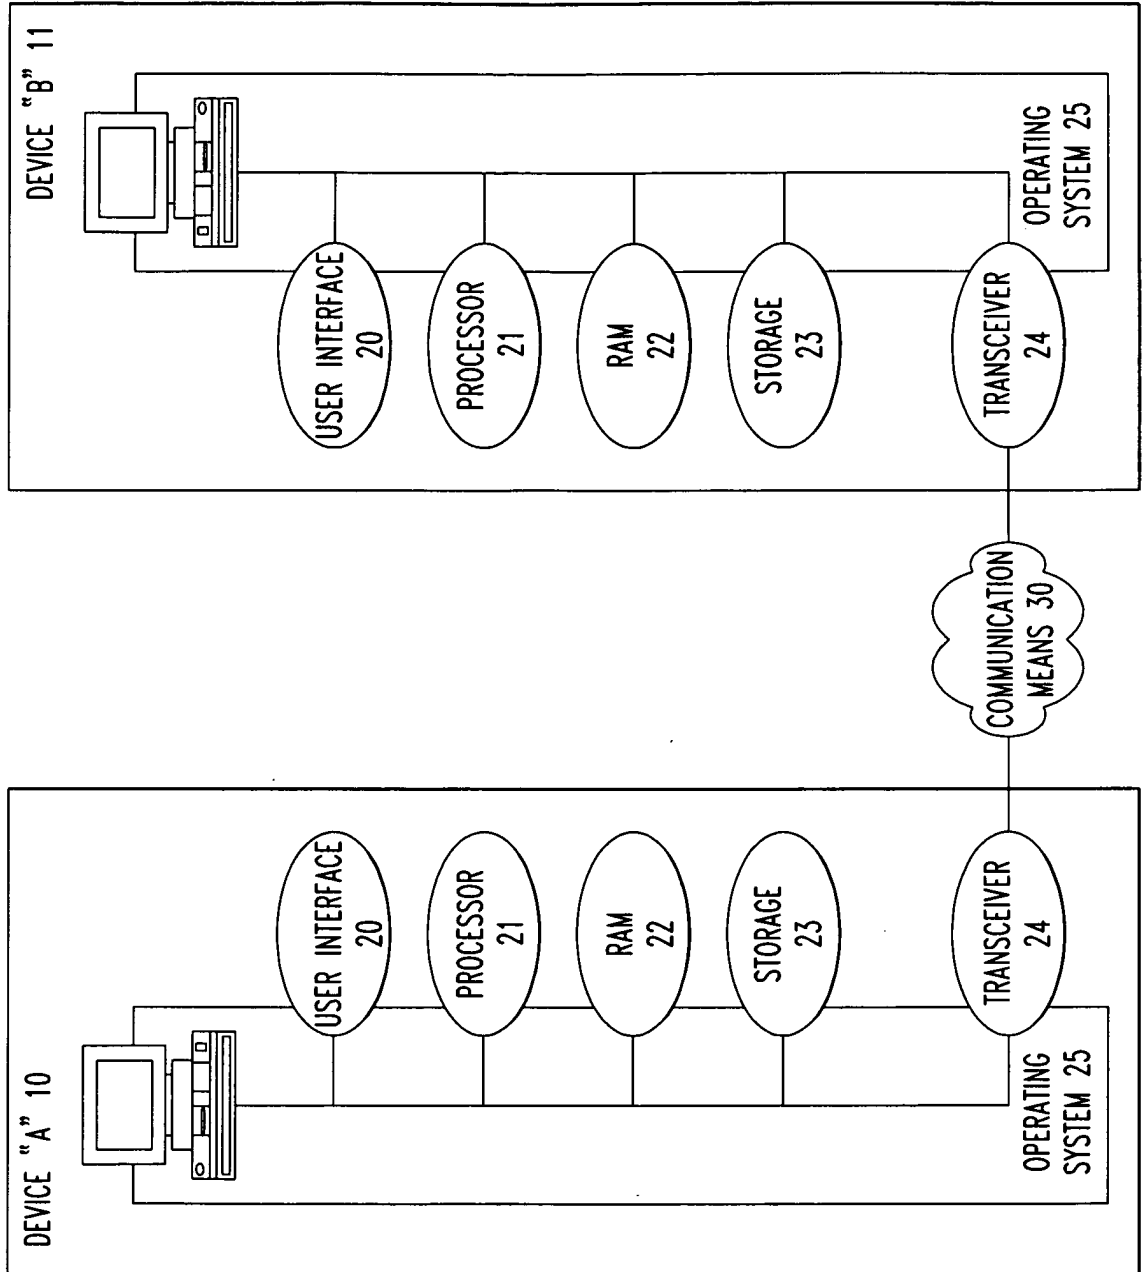 DEVICE "A" 10
USER INTERFACE
20
PROCESSOR
21
RAM
22
STORAGE
23
TRANSCEIVER
24
OPERATING
SYSTEM 25
COMMUNICATION
MEANS 30
DEVICE "B" 11
USER INTERFACE
20
PROCESSOR
21
RAM
22
STORAGE
23
TRANSCEIVER
24
OPERATING
SYSTEM 25